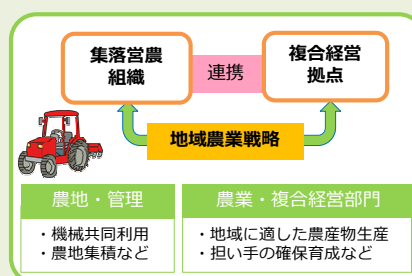 集落営農
組織
連携
複合経営
拠点
地域農業戦略
農地・管理
・機械共同利用
・農地集積など
農業・複合経営部門
・地域に適した農産物生産
・担い手の確保育成など